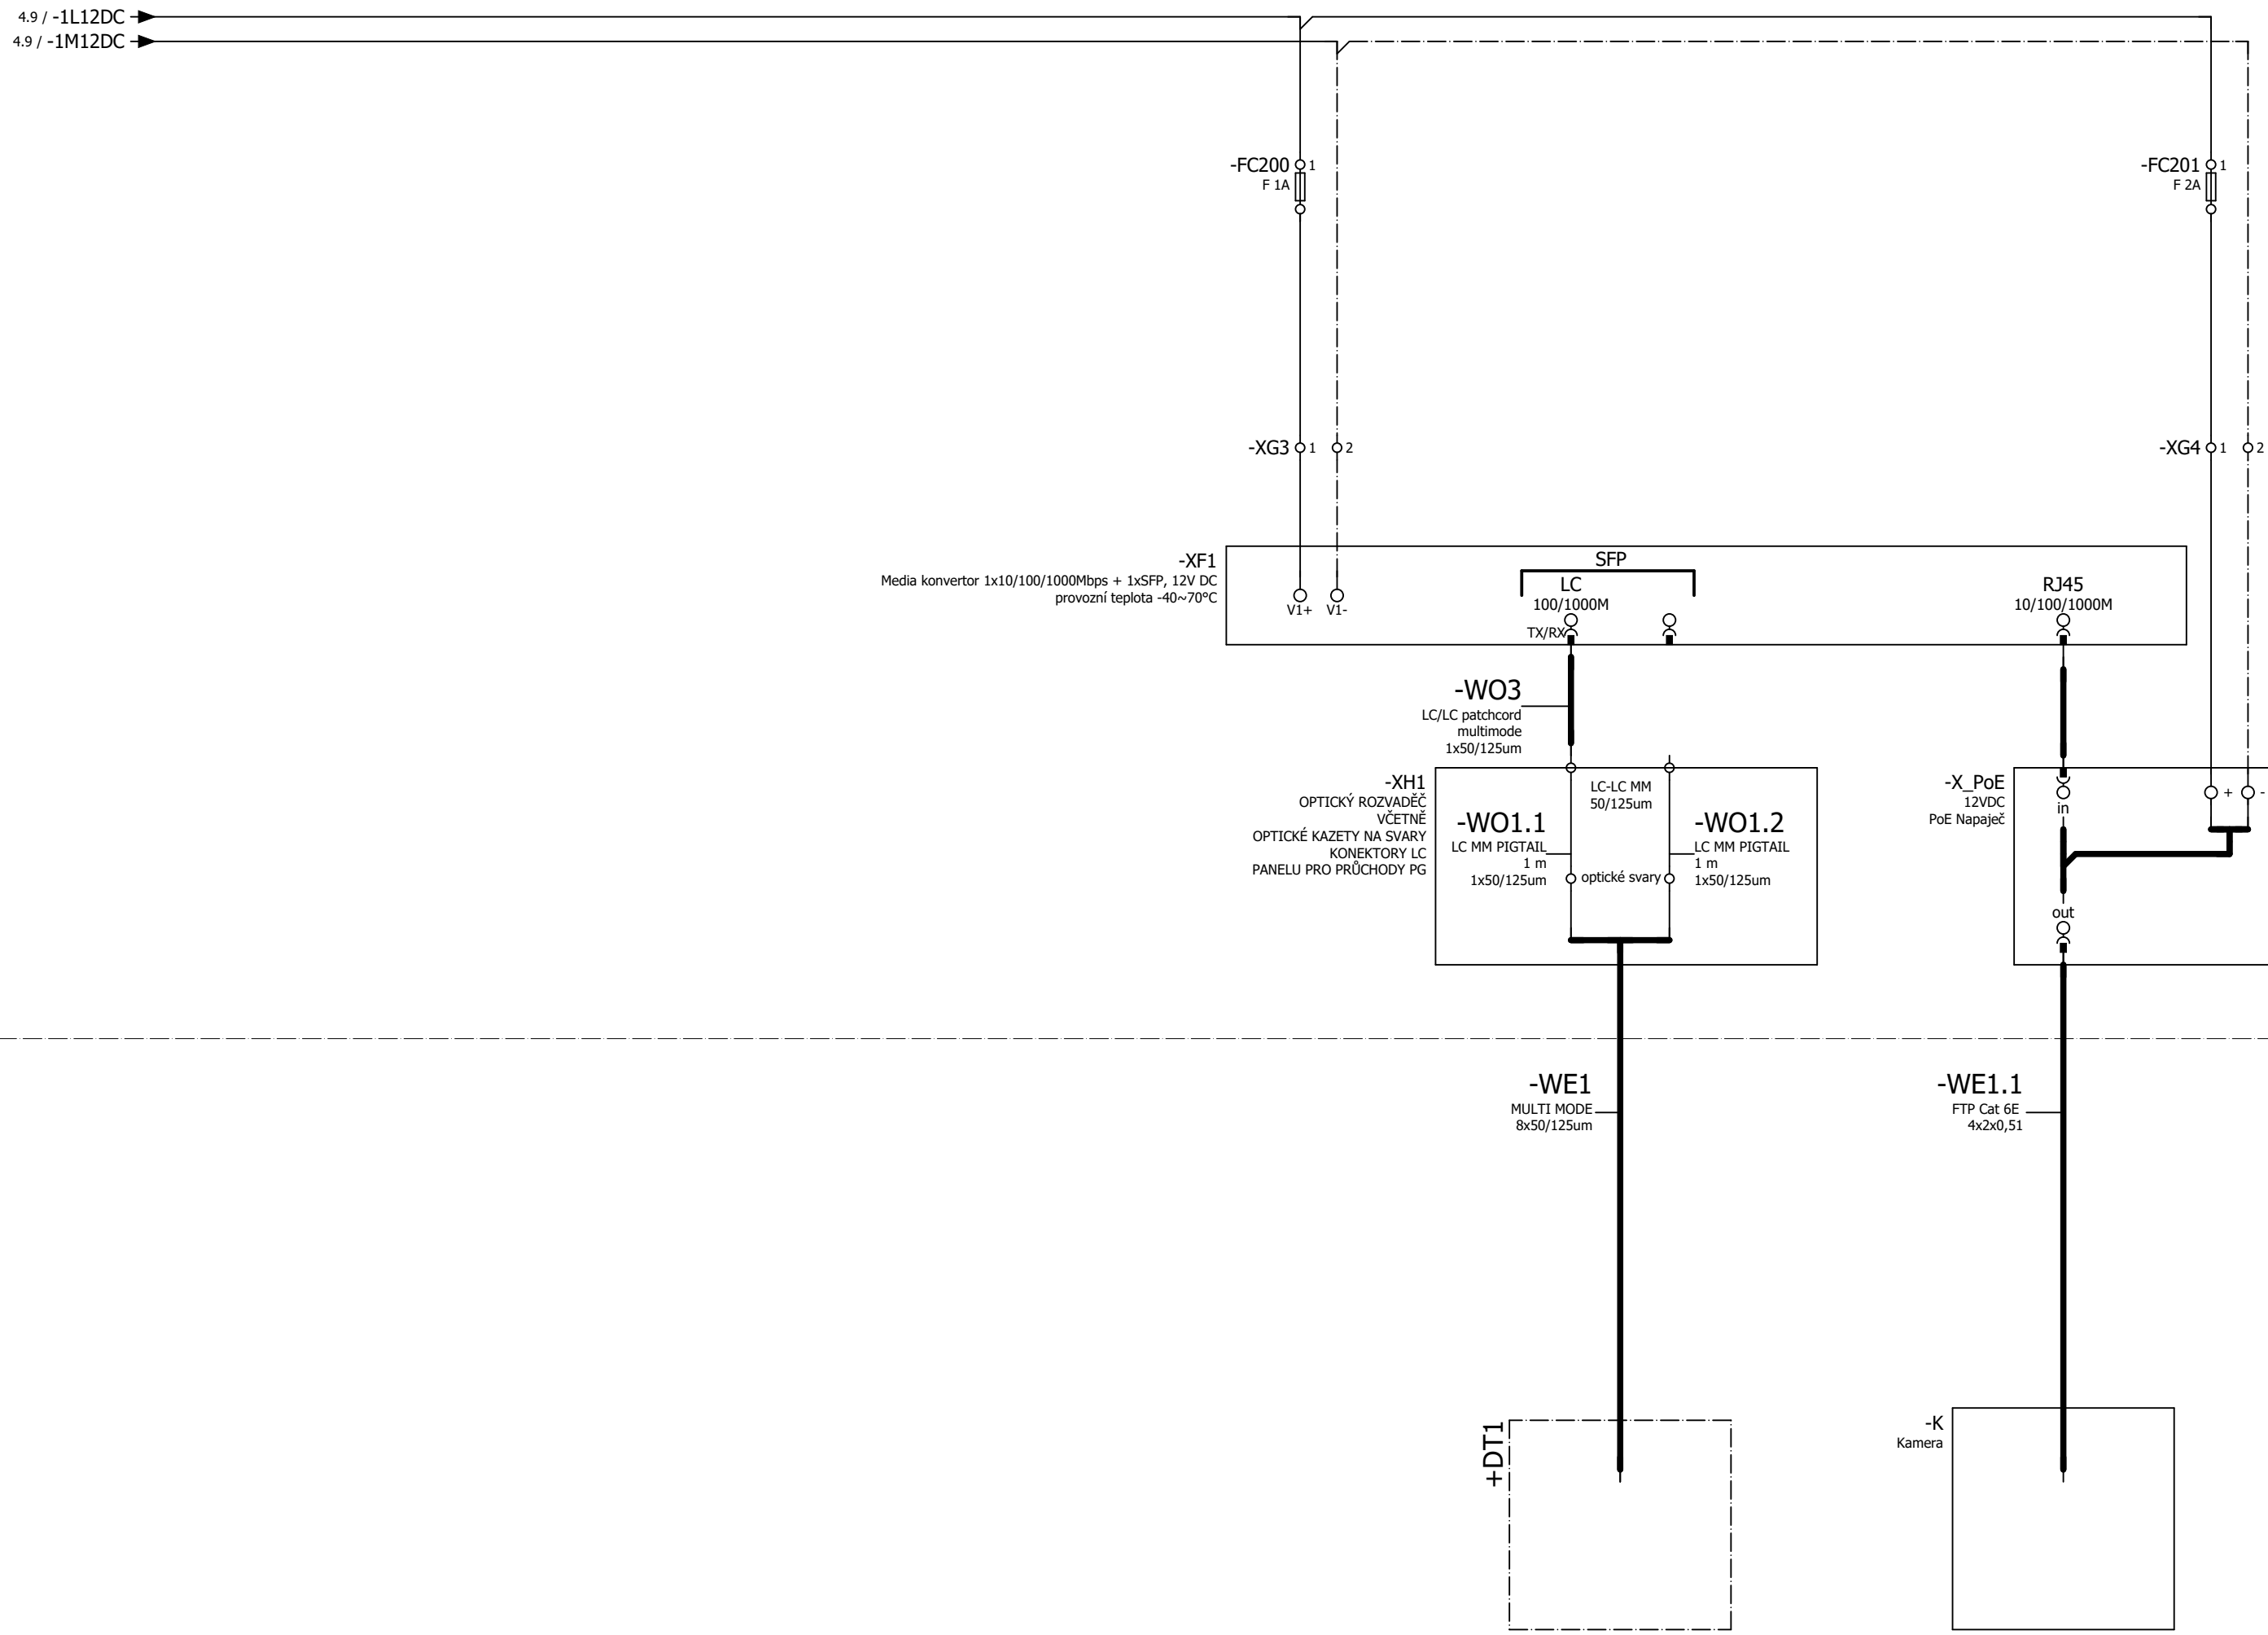 4.9 / -1L12DC
4.9 / -1M12DC
-FC200 1
F 1A
-FC201 1
F 2A
-XG3 1 2
-XG4 1 2
-XF1
Media konvertor 1x10/100/1000Mbps + 1xSFP, 12V DC
provozní teplota -40~70°C
V1+ V1-
SFP
LC
100/1000M
TX/RX
RJ45
10/100/1000M
-WO3
LC/LC patchcord
multimode
1x50/125um
-XH1
OPTICKÝ ROZVADĚČ
VČETNĚ
OPTICKÉ KAZETY NA SVARY
KONEKTORY LC
PANELU PRO PRŮCHODY PG
LC-LC MM
50/125um
-WO1.1
LC MM PIGTAIL
1 m
1x50/125um
optické svary
-WO1.2
LC MM PIGTAIL
1 m
1x50/125um
-X_PoE
12VDC
PoE Napaječ
in
+ -
out
-WE1
MULTI MODE
8x50/125um
-WE1.1
FTP Cat 6E
4x2x0,51
+DT1
-K
Kamera